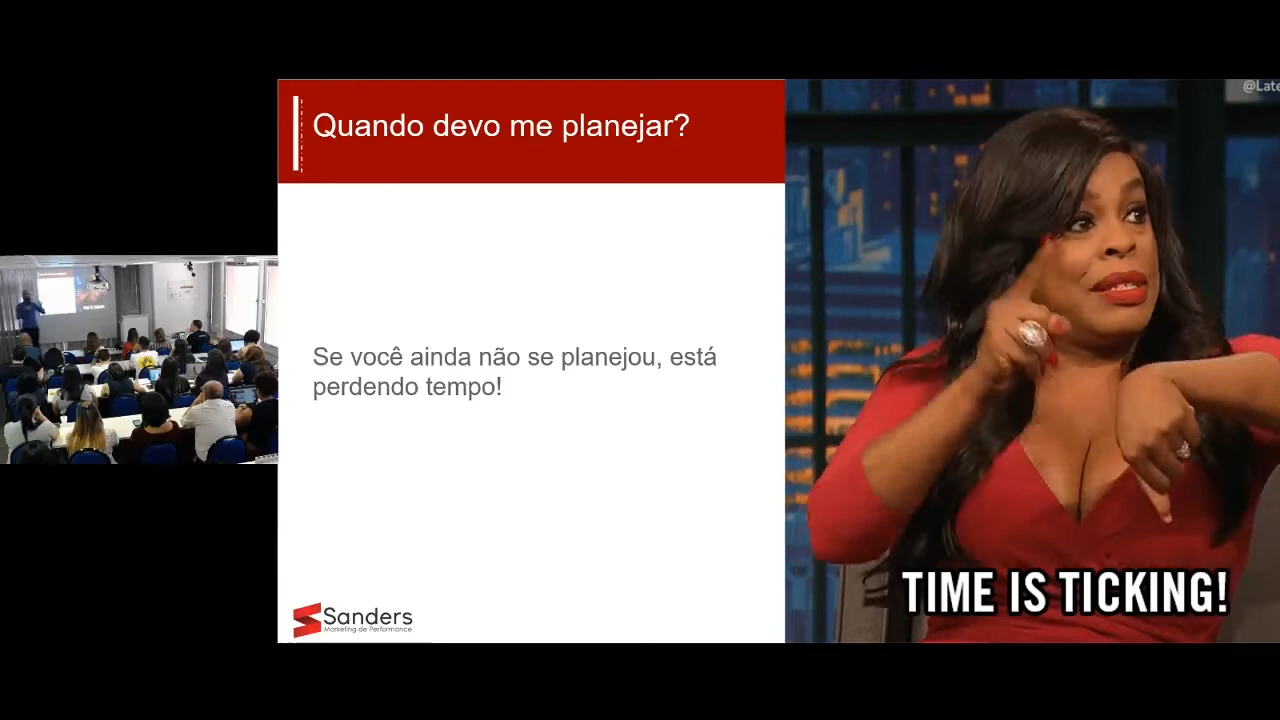 Quando devo me planejar?
@Late
Se você ainda não se planejou, está
perdendo tempo!
TIME IS TICKING!
Sanders
Marketing de Performance